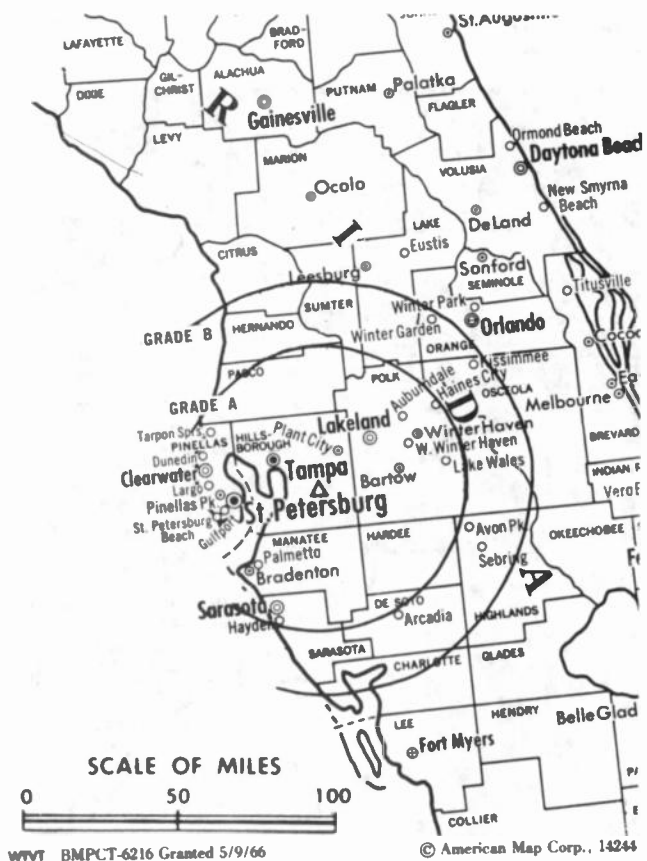 St. Augustine
LAFAYETTE
BRAD-
FORD
DIXIE
GIL-
CHRIST
ALACHUA
PUTNAM
Palatka
R
Gainesville
FLAGLER
LEVY
Ormond Beach
MARION
VOLUSIA
Daytona Beach
Ocolo
New Smyrna
Beach
DeLand
LAKE
I
Eustis
CITRUS
Leesburg
Sonford
SEMINOLE
Titusville
SUMTER
Winter Park
GRADE B
HERNANDO
Winter Garden
Orlando
ORANGE
Coco
PASCO
Kissimmee
POLK
Auburndale
Haines City
OSCEOLA
Ea
GRADE A
D
Melbourne
Tarpon Sprs.
PINELLAS
HILLS-
BOROUGH
Plant City
Lakeland
Winter Haven
BREVARD
Dunedin
W. Winter Haven
Clearwater
Tampa
Bartow
Lake Wales
INDIAN R
Largo
Vero B
Pinellas Pk.
St. Petersburg
St. Petersburg
Beach
Gulfport
Avon Pk.
MANATEE
HARDEE
OKEECHOBEE
Palmetto
Sebring
Bradenton
A
Sarasota
DE SOTO
Hayden
Arcadia
HIGHLANDS
SARASOTA
CHARLOTTE
GLADES
LEE
HENDRY
Belle Glad
Fort Myers
SCALE OF MILES
0 50 100
COLLIER
WTVT BMPCT-6216 Granted 5/9/66
© American Map Corp., 14244